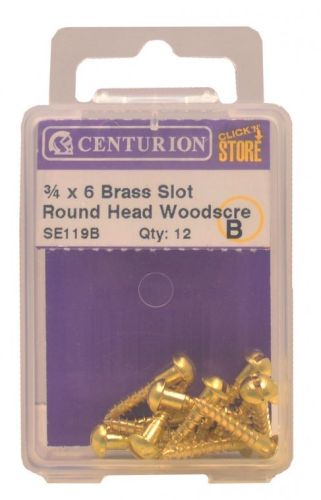 CENTURION
CLICK 'N'
STORE
¾ x 6 Brass Slot
Round Head Woodscre
SE119B Qty: 12
B